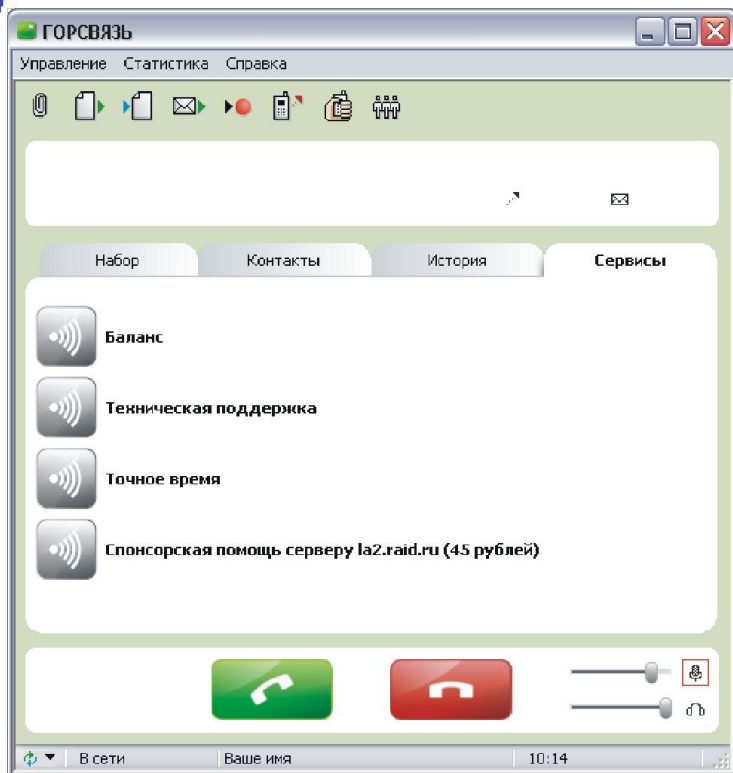 ГОРСВЯЗЬ
Управление Статистика Справка
Набор Контакты История Сервисы
Баланс
Техническая поддержка
Точное время
Спонсорская помощь серверу la2.raid.ru (45 рублей)
В сети Ваше имя 10:14